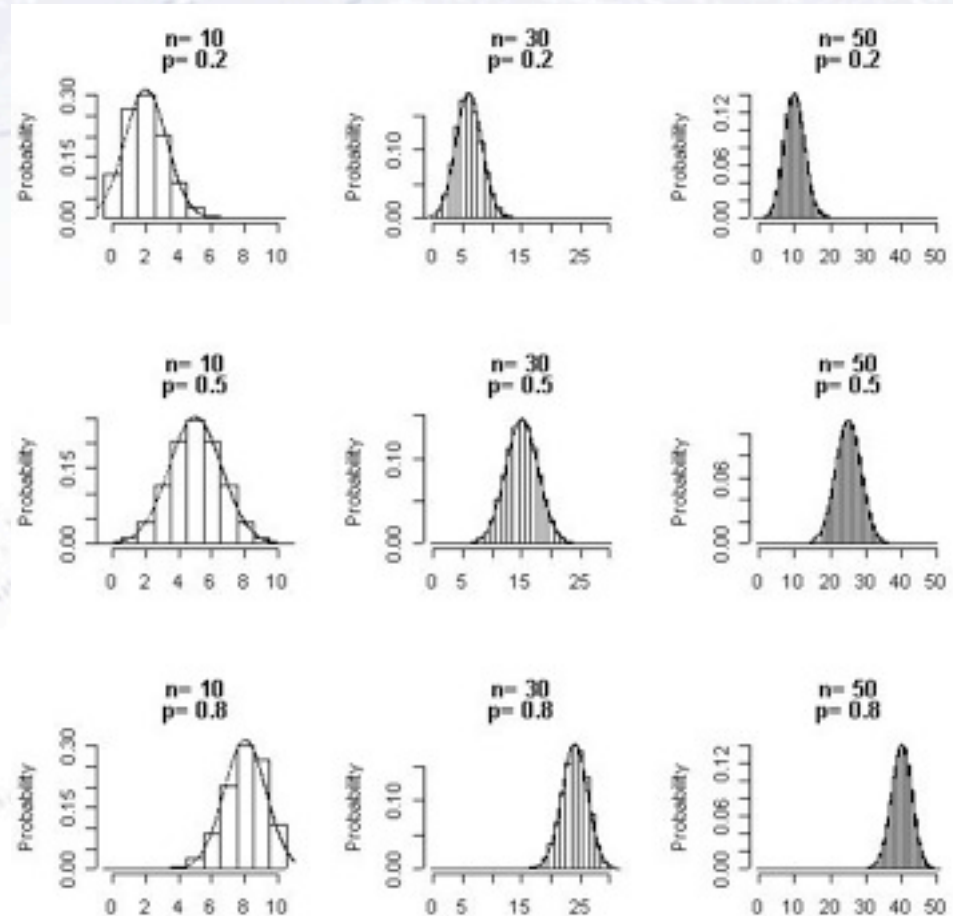 n= 10
p= 0.2
n= 30
p= 0.2
n= 50
p= 0.2
Probability
0.00 0.15 0.30
0 2 4 6 8 10
Probability
0.00 0.10
0 5 15 25
Probability
0.00 0.06 0.12
0 10 20 30 40 50
n= 10
p= 0.5
n= 30
p= 0.5
n= 50
p= 0.5
Probability
0.00 0.15
0 2 4 6 8 10
Probability
0.00 0.10
0 5 15 25
Probability
0.00 0.06
0 10 20 30 40 50
n= 10
p= 0.8
n= 30
p= 0.8
n= 50
p= 0.8
Probability
0.00 0.15 0.30
0 2 4 6 8 10
Probability
0.00 0.10
0 5 15 25
Probability
0.00 0.06 0.12
0 10 20 30 40 50